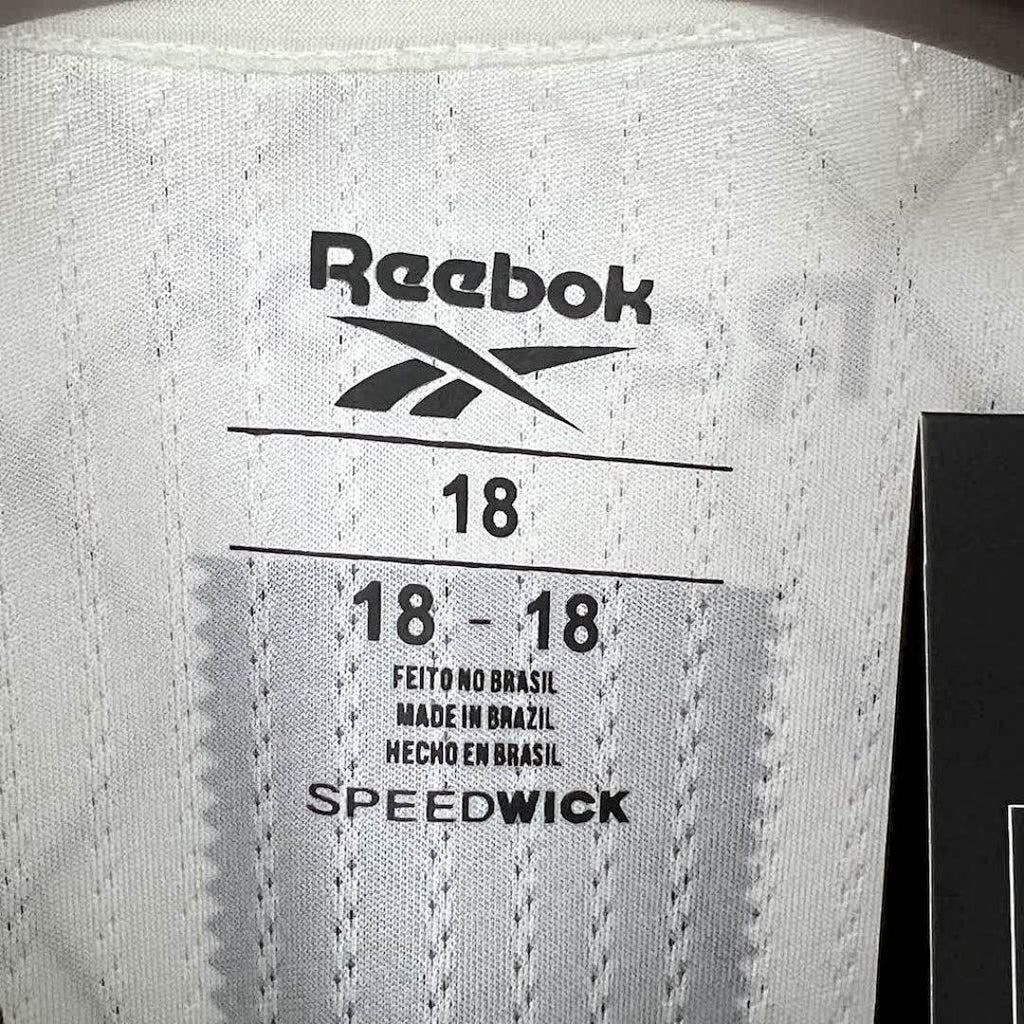 Reebok
18
18 - 18
FEITO NO BRASIL
MADE IN BRAZIL
HECHO EN BRASIL
SPEEDWICK